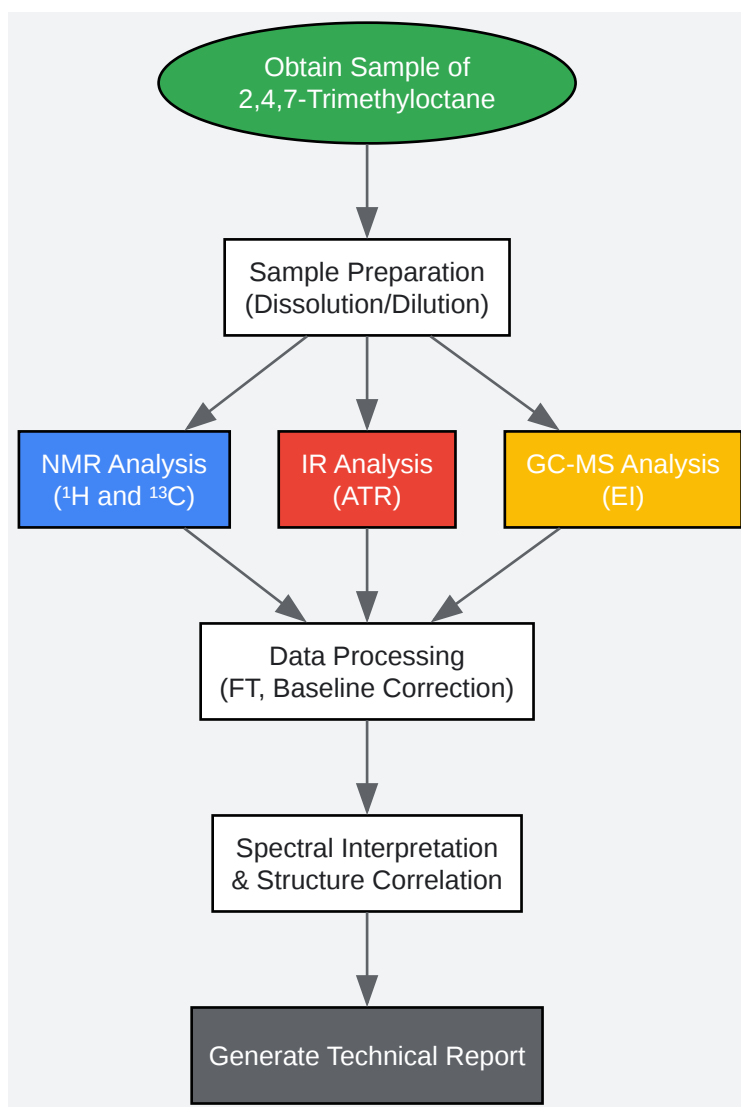 Obtain Sample of
2,4,7-Trimethyloctane
Sample Preparation
(Dissolution/Dilution)
NMR Analysis
(¹H and ¹³C)
IR Analysis
(ATR)
GC-MS Analysis
(EI)
Data Processing
(FT, Baseline Correction)
Spectral Interpretation
& Structure Correlation
Generate Technical Report